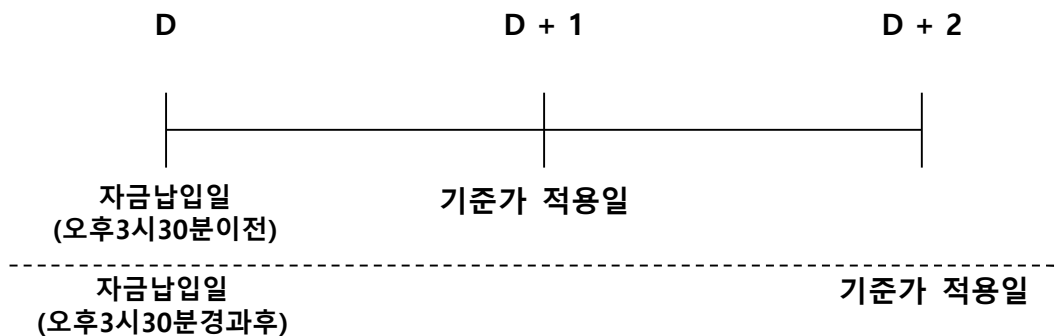 D D + 1 D + 2
자금납입일 기준가 적용일
(오후3시30분이전)
자금납입일 기준가 적용일
(오후3시30분경과후)